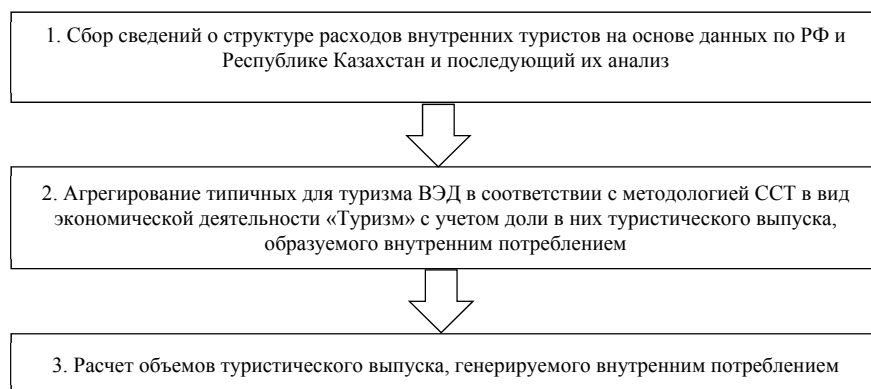 1. Сбор сведений о структуре расходов внутренних туристов на основе данных по РФ и
Республике Казахстан и последующий их анализ
2. Агрегирование типичных для туризма ВЭД в соответствии с методологией ССТ в вид
экономической деятельности «Туризм» с учетом доли в них туристического выпуска,
образуемого внутренним потреблением
3. Расчет объемов туристического выпуска, генерируемого внутренним потреблением